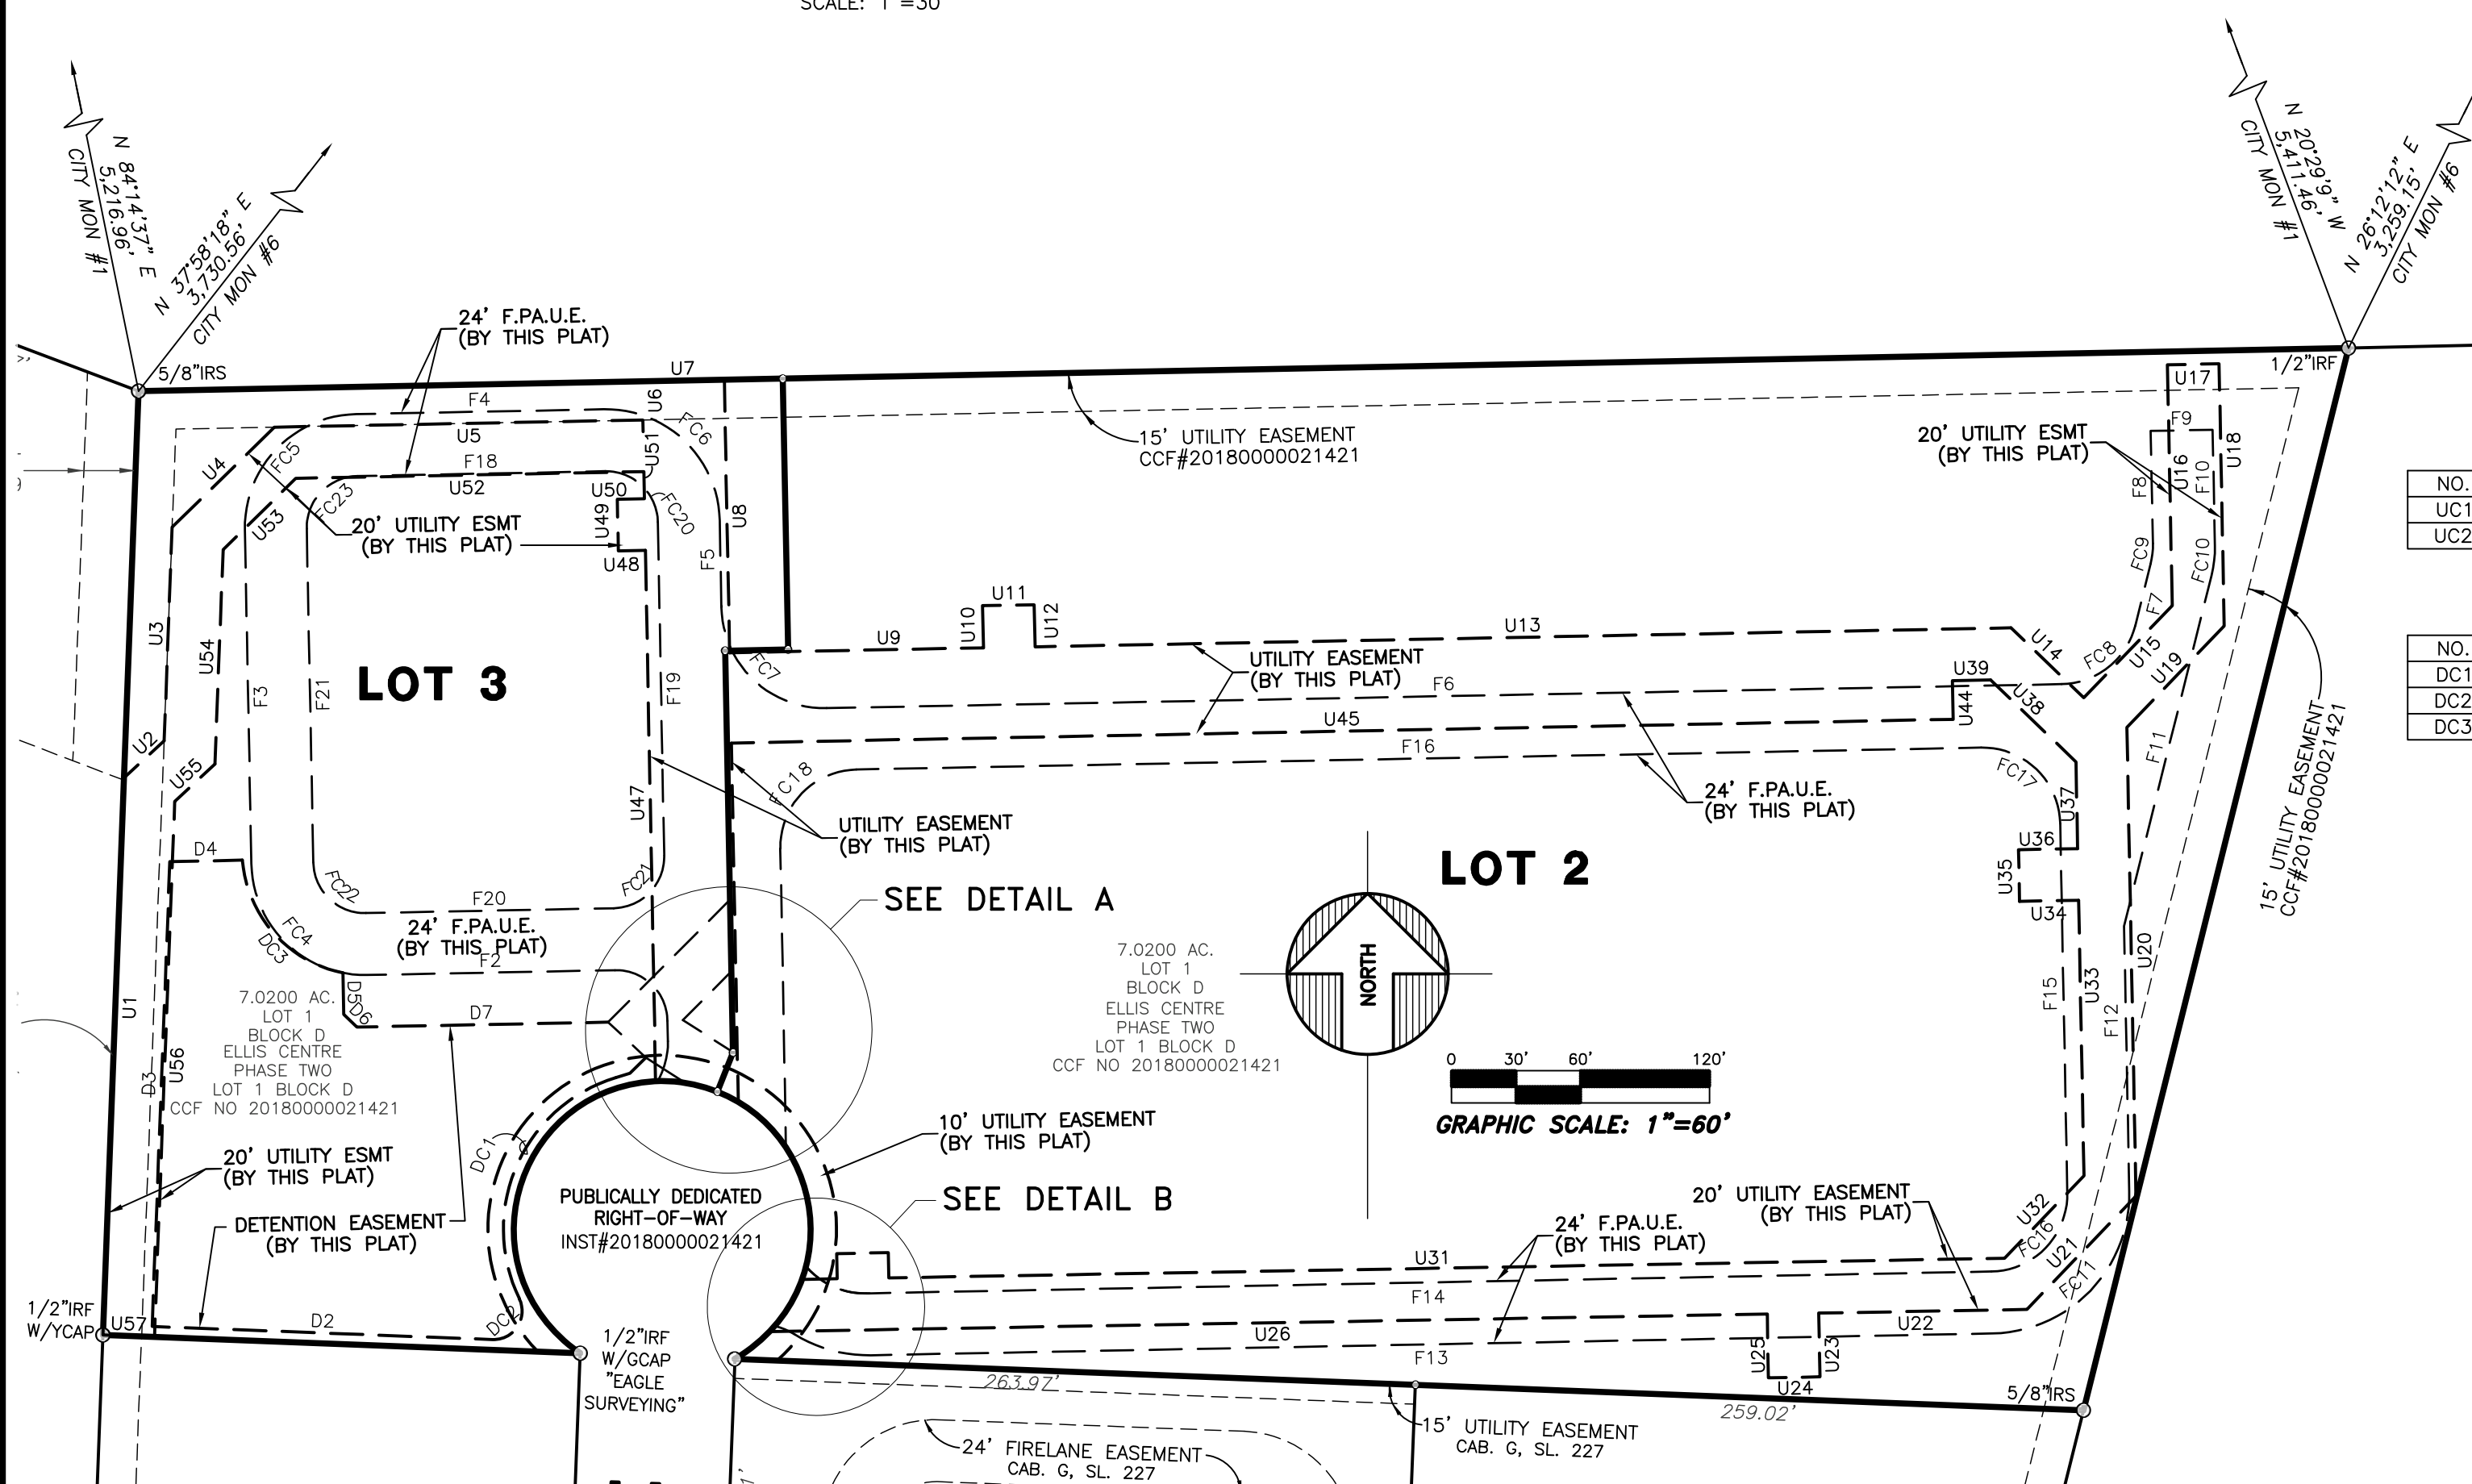 SCALE: 1"=30'
N 84°14'37" E
5,216.96'
CITY MON #1
N 37°58'18" E
3,730.56'
CITY MON #6
N 20°29'9" W
5,411.46'
CITY MON #1
N 26°12'12" E
3,259.15'
CITY MON #6
24' F.PA.U.E.
(BY THIS PLAT)
5/8"IRS
U7
1/2"IRF
U17
F4
U6
FC6
U5
U4
FC5
F18
U51
U52
U50
FC23
U49
FC20
U53
U8
20' UTILITY ESMT
(BY THIS PLAT)
U48
F5
15' UTILITY EASEMENT
CCF#20180000021421
20' UTILITY ESMT
(BY THIS PLAT)
F9
U18
U16
F10
F8
FC9
FC10
F7
NO.
UC1
UC2
NO.
DC1
DC2
DC3
U3
U54
F3
F21
LOT 3
F19
FC7
U9
U10
U11
U12
U13
U14
FC8
U15
U19
UTILITY EASEMENT
(BY THIS PLAT)
F6
U39
U38
U44
U45
F16
F11
FC17
FC18
24' F.PA.U.E.
(BY THIS PLAT)
U2
U55
U47
UTILITY EASEMENT
(BY THIS PLAT)
U37
U36
U35
U34
15' UTILITY EASEMENT
CCF#20180000021421
LOT 2
D4
FC22
FC21
F20
SEE DETAIL A
24' F.PA.U.E.
(BY THIS PLAT)
F2
FC4
DC3
D5
D6
D7
U1
7.0200 AC.
LOT 1
BLOCK D
ELLIS CENTRE
PHASE TWO
LOT 1 BLOCK D
CCF NO 20180000021421
U56
D3
7.0200 AC.
LOT 1
BLOCK D
ELLIS CENTRE
PHASE TWO
LOT 1 BLOCK D
CCF NO 20180000021421
NORTH
0 30' 60' 120'
GRAPHIC SCALE: 1"=60'
F15
U33
F12
U20
10' UTILITY EASEMENT
(BY THIS PLAT)
DC1
20' UTILITY ESMT
(BY THIS PLAT)
DETENTION EASEMENT
(BY THIS PLAT)
PUBLICALLY DEDICATED
RIGHT-OF-WAY
INST#20180000021421
SEE DETAIL B
20' UTILITY EASEMENT
(BY THIS PLAT)
24' F.PA.U.E.
(BY THIS PLAT)
U32
FC16
U21
FC11
U31
F14
U26
F13
U22
U25
U23
U24
1/2"IRF
W/YCAP
U57
D2
DC2
1/2"IRF
W/GCAP
"EAGLE
SURVEYING"
263.97'
259.02'
5/8"IRS
15' UTILITY EASEMENT
CAB. G, SL. 227
24' FIRELANE EASEMENT
CAB. G, SL. 227